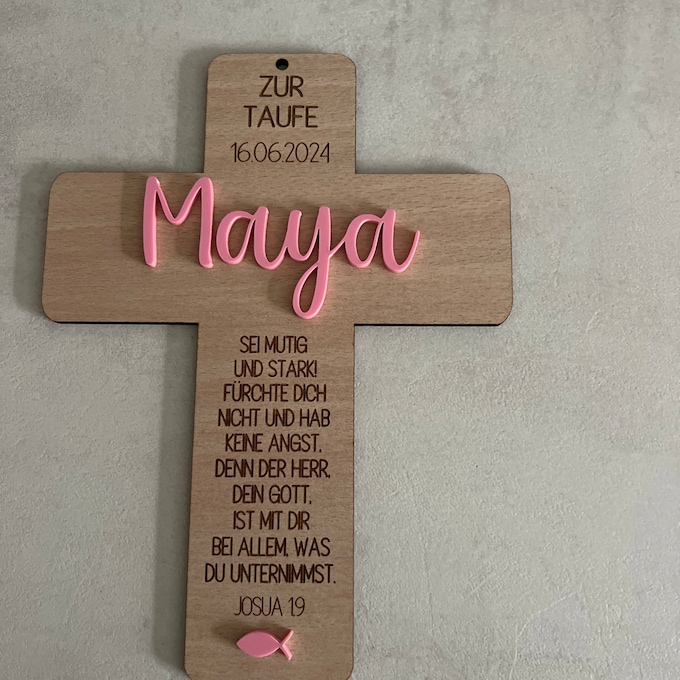 ZUR
TAUFE
16.06.2024
Maya
SEI MUTIG
UND STARK!
FÜRCHTE DICH
NICHT UND HAB
KEINE ANGST,
DENN DER HERR,
DEIN GOTT,
IST MIT DIR
BEI ALLEM, WAS
DU UNTERNIMMST.
JOSUA 1,9